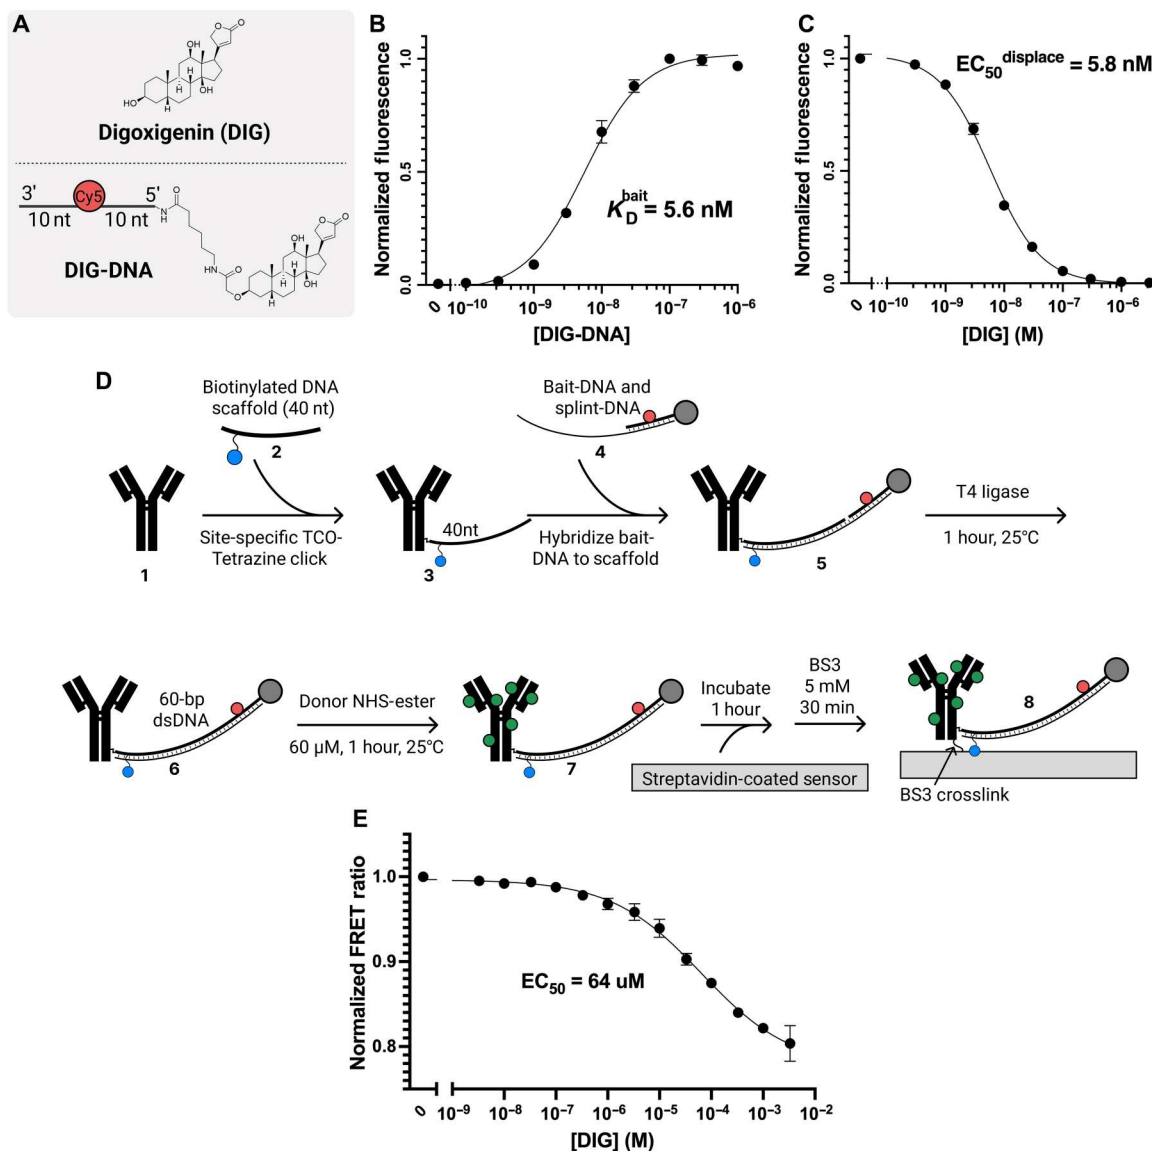 A
O
O
OH
H
H
HO
OH
H
Digoxigenin (DIG)
3'
Cy5
5'
10 nt
10 nt
O
NH
DIG-DNA
HN
O
O
O
O
OH
H
H
OH
H
B
Normalized fluorescence
1.0
0.5
0.0
K_D^bait = 5.6 nM
0
10⁻¹⁰
10⁻⁹
10⁻⁸
10⁻⁷
10⁻⁶
[DIG-DNA]
C
Normalized fluorescence
1.0
0.5
0.0
EC₅₀^displace = 5.8 nM
0
10⁻¹⁰
10⁻⁹
10⁻⁸
10⁻⁷
10⁻⁶
[DIG] (M)
D
Biotinylated DNA
scaffold (40 nt)
2
1
Site-specific TCO-
Tetrazine click
40nt
3
Bait-DNA and
splint-DNA
4
Hybridize bait-
DNA to scaffold
5
T4 ligase
1 hour, 25°C
60-bp
dsDNA
6
Donor NHS-ester
60 µM, 1 hour, 25°C
7
Incubate
1 hour
Streptavidin-coated sensor
BS3
5 mM
30 min
8
BS3 crosslink
E
Normalized FRET ratio
1.0
0.9
0.8
EC₅₀ = 64 uM
0
10⁻⁹
10⁻⁸
10⁻⁷
10⁻⁶
10⁻⁵
10⁻⁴
10⁻³
10⁻²
[DIG] (M)